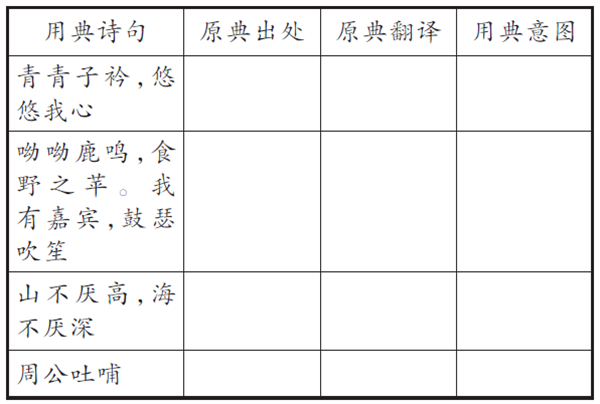 用典诗句 原典出处 原典翻译 用典意图
青青子衿,悠
悠我心
呦呦鹿鸣,食
野之苹。我
有嘉宾,鼓瑟
吹笙
山不厌高,海
不厌深
周公吐哺